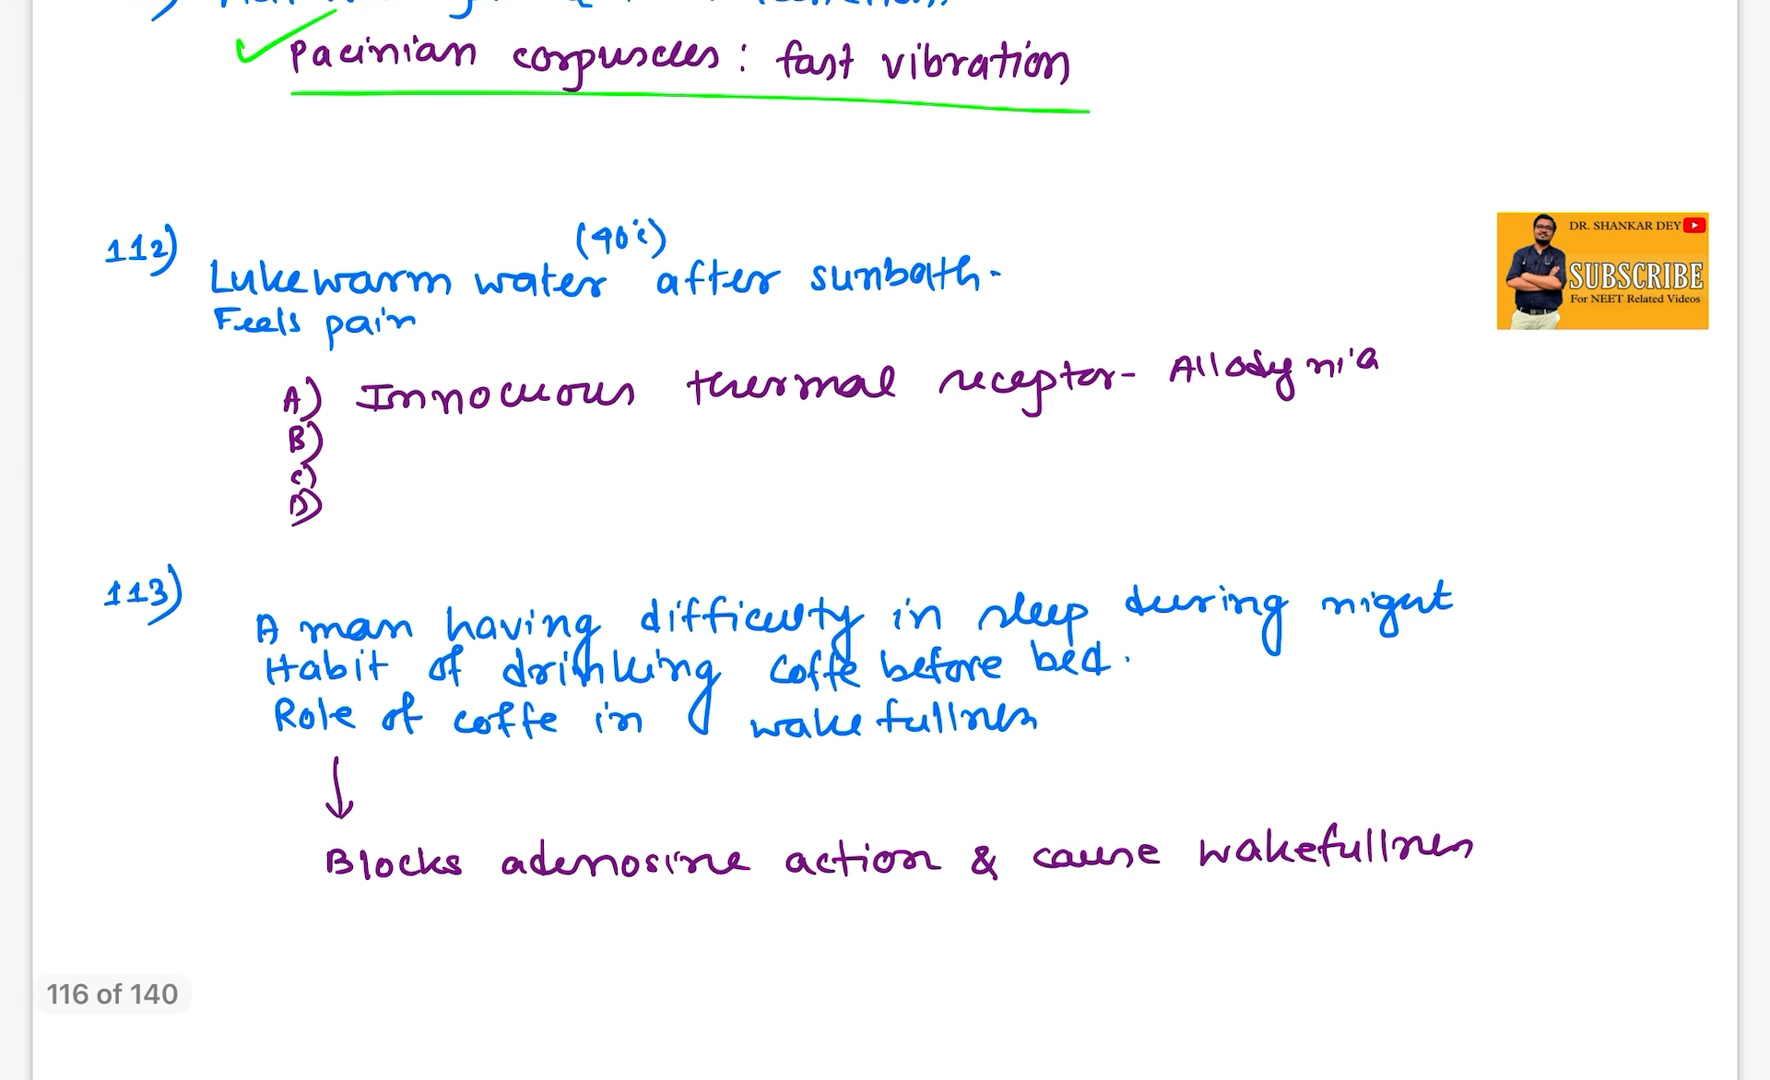 Pacinian corpuscles : fast vibration
112)
(40°c)
Lukewarm water after sunbath-
Feels pain
A) Innocuous thermal receptor- Allodynia
B)
C)
D)
113)
A man having difficulty in sleep during night
Habit of drinking coffe before bed.
Role of coffe in wakefullness
↓
Blocks adenosine action & cause wakefullness
DR. SHANKAR DEY
SUBSCRIBE
For NEET Related Videos
116 of 140